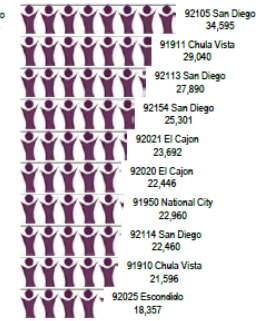 o
92105 San Diego
34,595
91911 Chula Vista
29,040
92113 San Diego
27,890
92154 San Diego
25,301
92021 El Cajon
23,692
92020 El Cajon
22,446
91950 National City
22,960
92114 San Diego
22,460
91910 Chula Vista
21,596
92025 Escondido
18,357